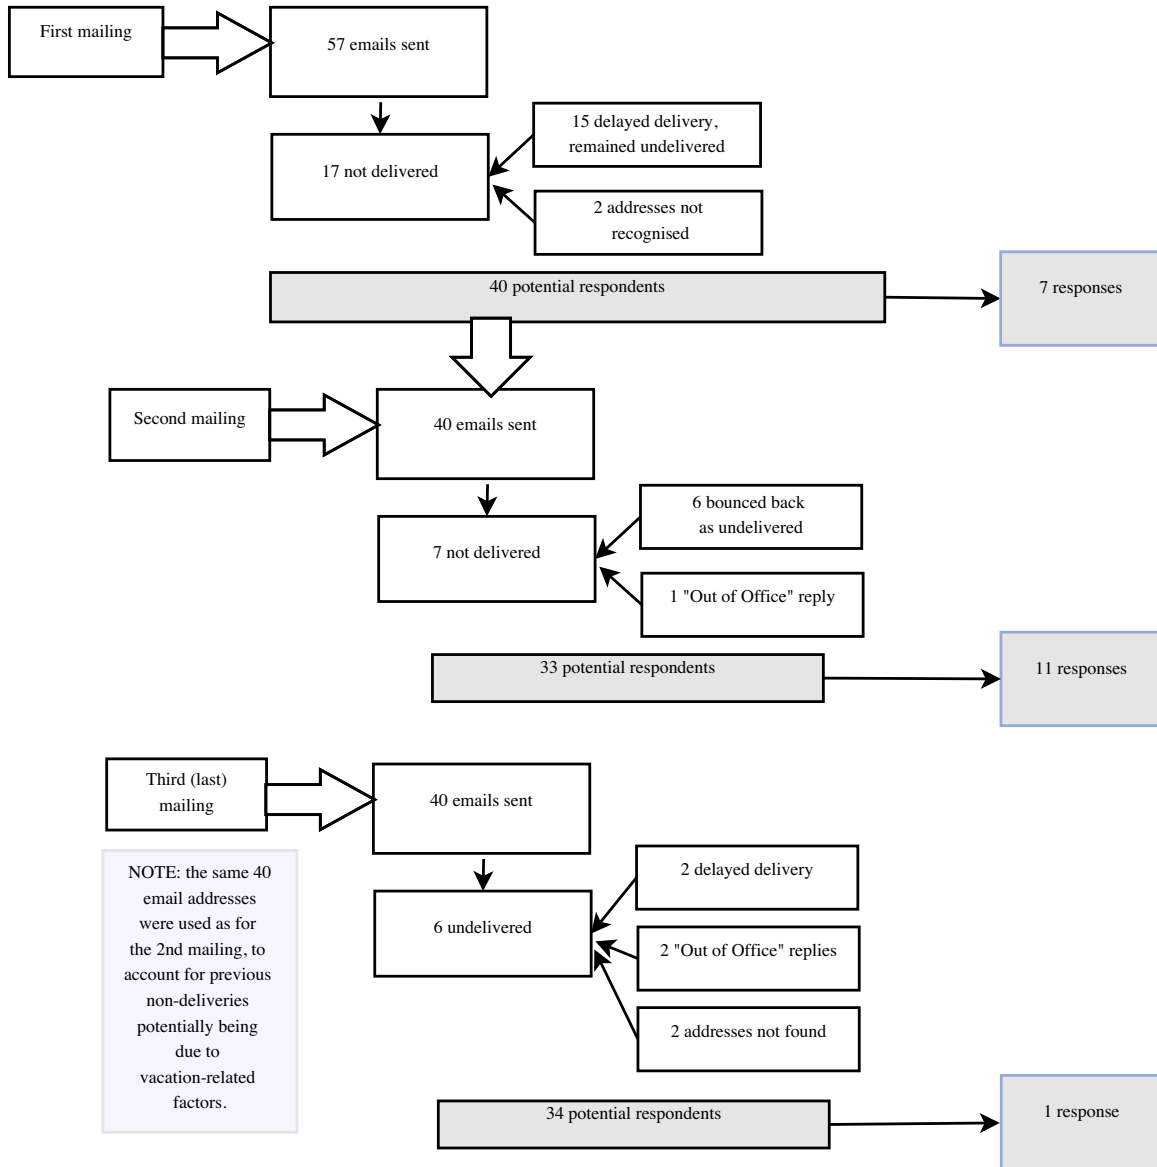 First mailing
57 emails sent
15 delayed delivery,
remained undelivered
17 not delivered
2 addresses not
recognised
40 potential respondents
7 responses
Second mailing
40 emails sent
6 bounced back
as undelivered
7 not delivered
1 "Out of Office" reply
33 potential respondents
11 responses
Third (last)
mailing
40 emails sent
NOTE: the same 40
email addresses
were used as for
the 2nd mailing, to
account for previous
non-deliveries
potentially being
due to
vacation-related
factors.
2 delayed delivery
6 undelivered
2 "Out of Office" replies
2 addresses not found
34 potential respondents
1 response